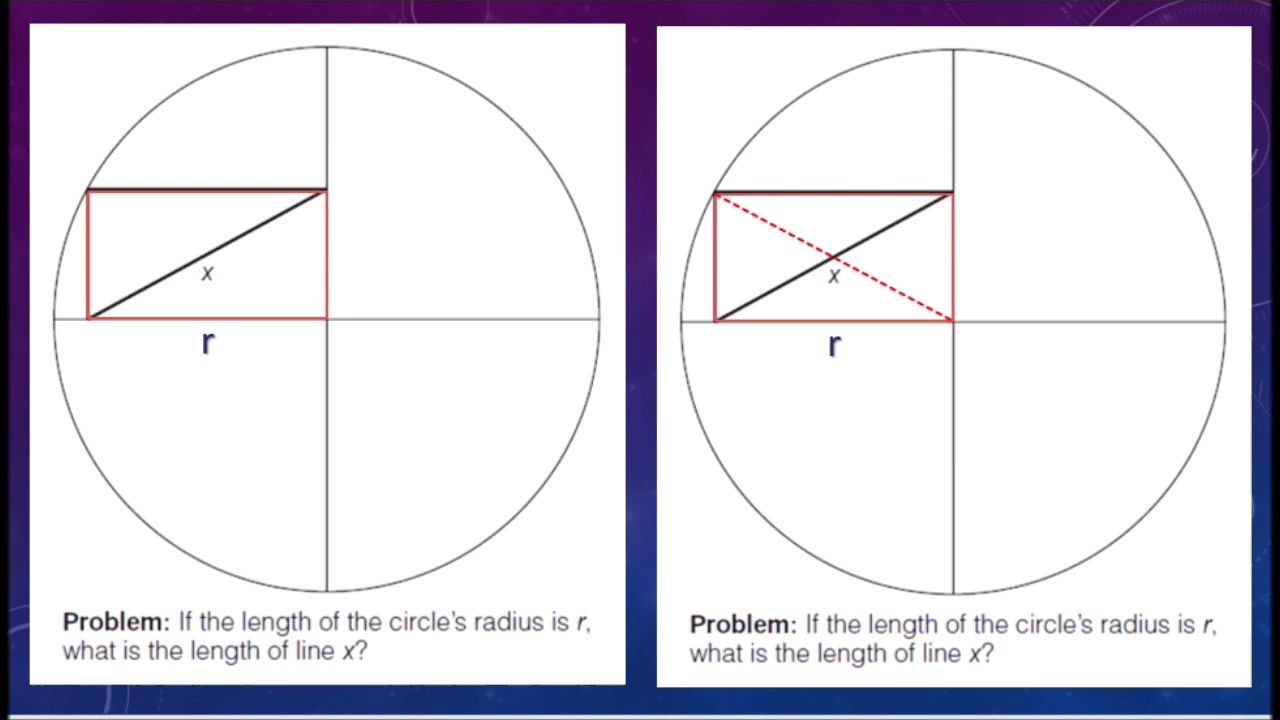 x
r
Problem: If the length of the circle's radius is r,
what is the length of line x?
x
r
Problem: If the length of the circle's radius is r,
what is the length of line x?